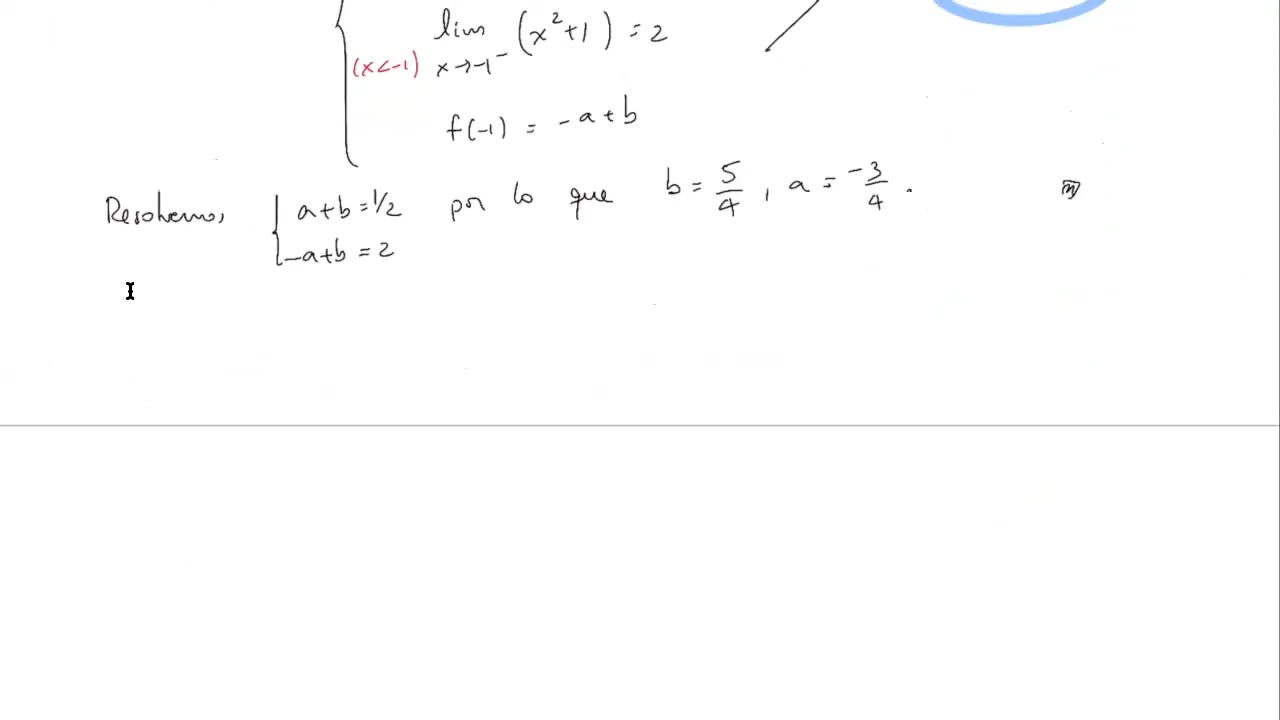 lim (x²+1) = 2
(x<-1) x→-1⁻
f(-1) = -a+b
Resolvemos { a+b = 1/2 por lo que b = 5/4 , a = -3/4 .
-a+b = 2